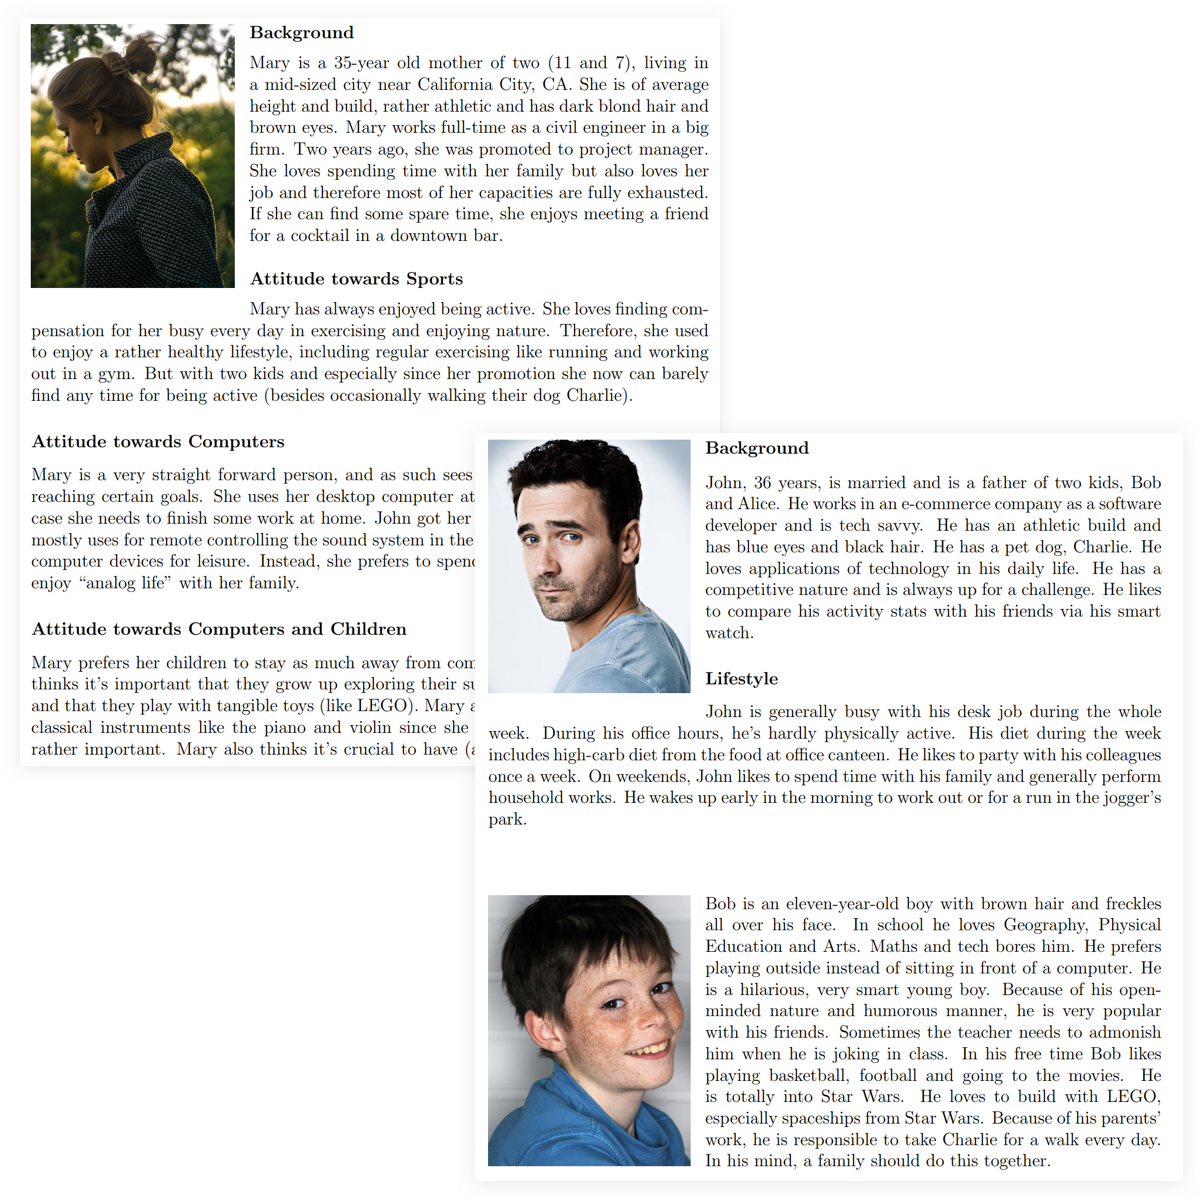 Background
Mary is a 35-year old mother of two (11 and 7), living in
a mid-sized city near California City, CA. She is of average
height and build, rather athletic and has dark blond hair and
brown eyes. Mary works full-time as a civil engineer in a big
firm. Two years ago, she was promoted to project manager.
She loves spending time with her family but also loves her
job and therefore most of her capacities are fully exhausted.
If she can find some spare time, she enjoys meeting a friend
for a cocktail in a downtown bar.
Attitude towards Sports
Mary has always enjoyed being active. She loves finding com-
pensation for her busy every day in exercising and enjoying nature. Therefore, she used
to enjoy a rather healthy lifestyle, including regular exercising like running and working
out in a gym. But with two kids and especially since her promotion she now can barely
find any time for being active (besides occasionally walking their dog Charlie).
Attitude towards Computers
Mary is a very straight forward person, and as such sees
reaching certain goals. She uses her desktop computer at
case she needs to finish some work at home. John got her
mostly uses for remote controlling the sound system in the
computer devices for leisure. Instead, she prefers to spend
enjoy “analog life” with her family.
Attitude towards Computers and Children
Mary prefers her children to stay as much away from com
thinks it’s important that they grow up exploring their su
and that they play with tangible toys (like LEGO). Mary a
classical instruments like the piano and violin since she
rather important. Mary also thinks it’s crucial to have (a
Background
John, 36 years, is married and is a father of two kids, Bob
and Alice. He works in an e-commerce company as a software
developer and is tech savvy. He has an athletic build and
has blue eyes and black hair. He has a pet dog, Charlie. He
loves applications of technology in his daily life. He has a
competitive nature and is always up for a challenge. He likes
to compare his activity stats with his friends via his smart
watch.
Lifestyle
John is generally busy with his desk job during the whole
week. During his office hours, he’s hardly physically active. His diet during the week
includes high-carb diet from the food at office canteen. He likes to party with his colleagues
once a week. On weekends, John likes to spend time with his family and generally perform
household works. He wakes up early in the morning to work out or for a run in the jogger’s
park.
Bob is an eleven-year-old boy with brown hair and freckles
all over his face. In school he loves Geography, Physical
Education and Arts. Maths and tech bores him. He prefers
playing outside instead of sitting in front of a computer. He
is a hilarious, very smart young boy. Because of his open-
minded nature and humorous manner, he is very popular
with his friends. Sometimes the teacher needs to admonish
him when he is joking in class. In his free time Bob likes
playing basketball, football and going to the movies. He
is totally into Star Wars. He loves to build with LEGO,
especially spaceships from Star Wars. Because of his parents’
work, he is responsible to take Charlie for a walk every day.
In his mind, a family should do this together.